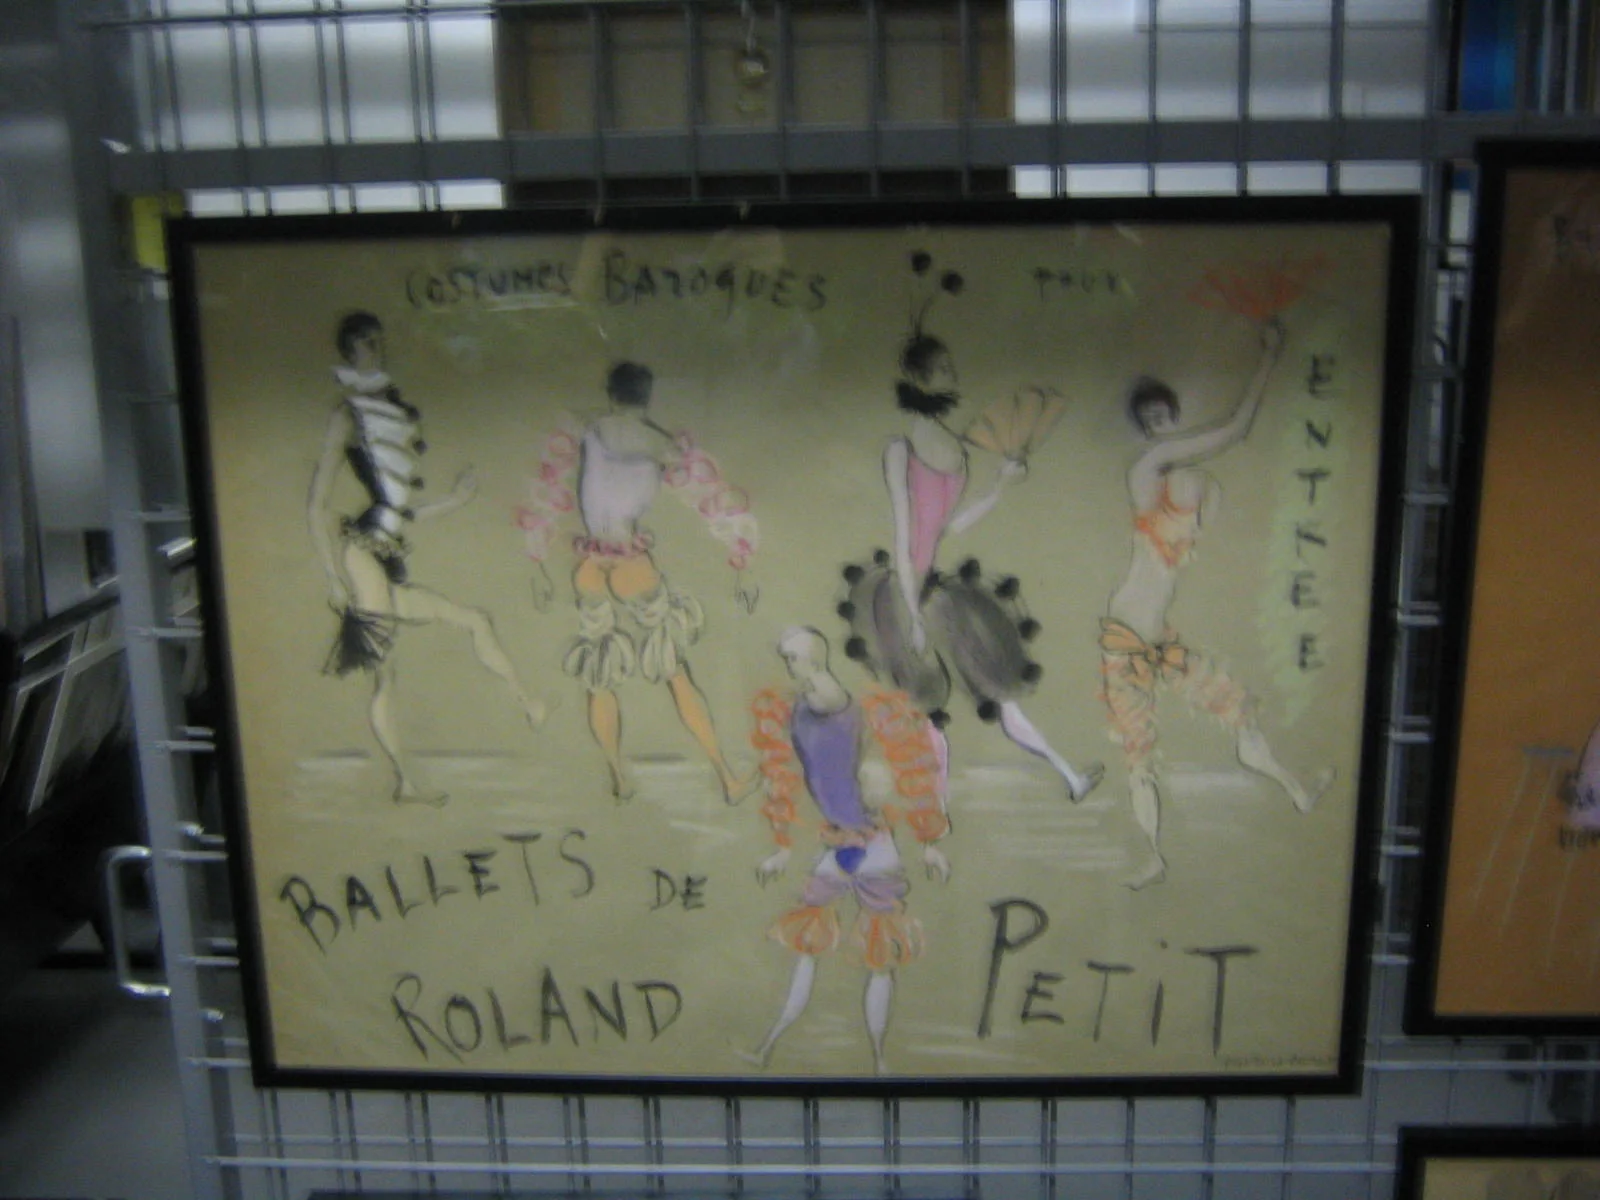 COSTUMES BAROQUES POUR
ENTREE
BALLETS DE
ROLAND PETIT